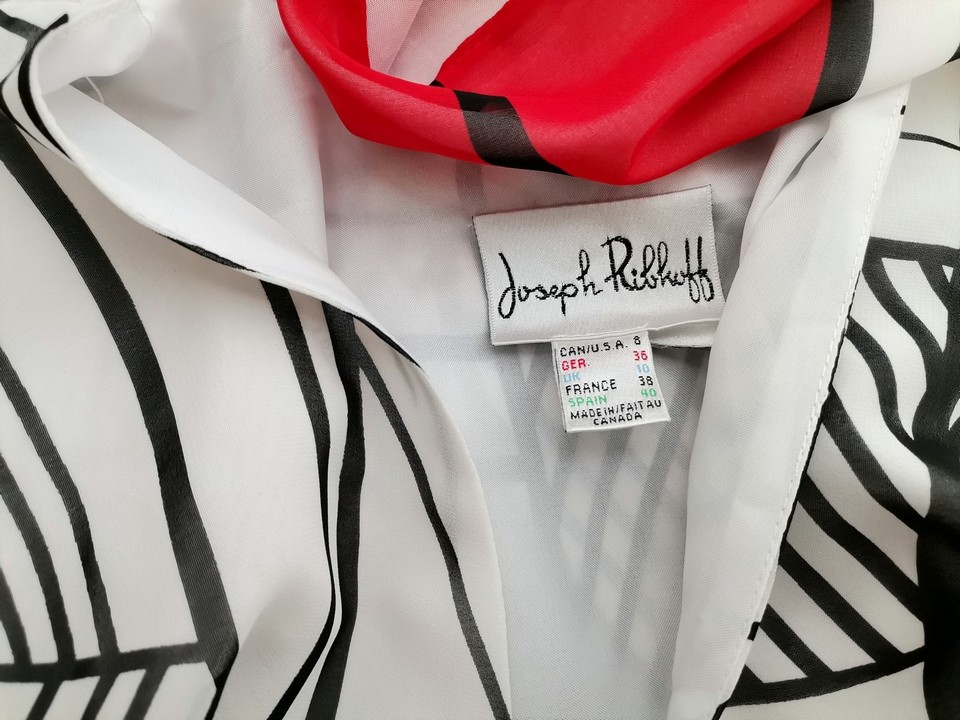 Joseph Ribkoff
CAN/U.S.A. 8
GER. 36
UK 10
FRANCE 38
SPAIN 40
MADE IN/FAIT AU
CANADA